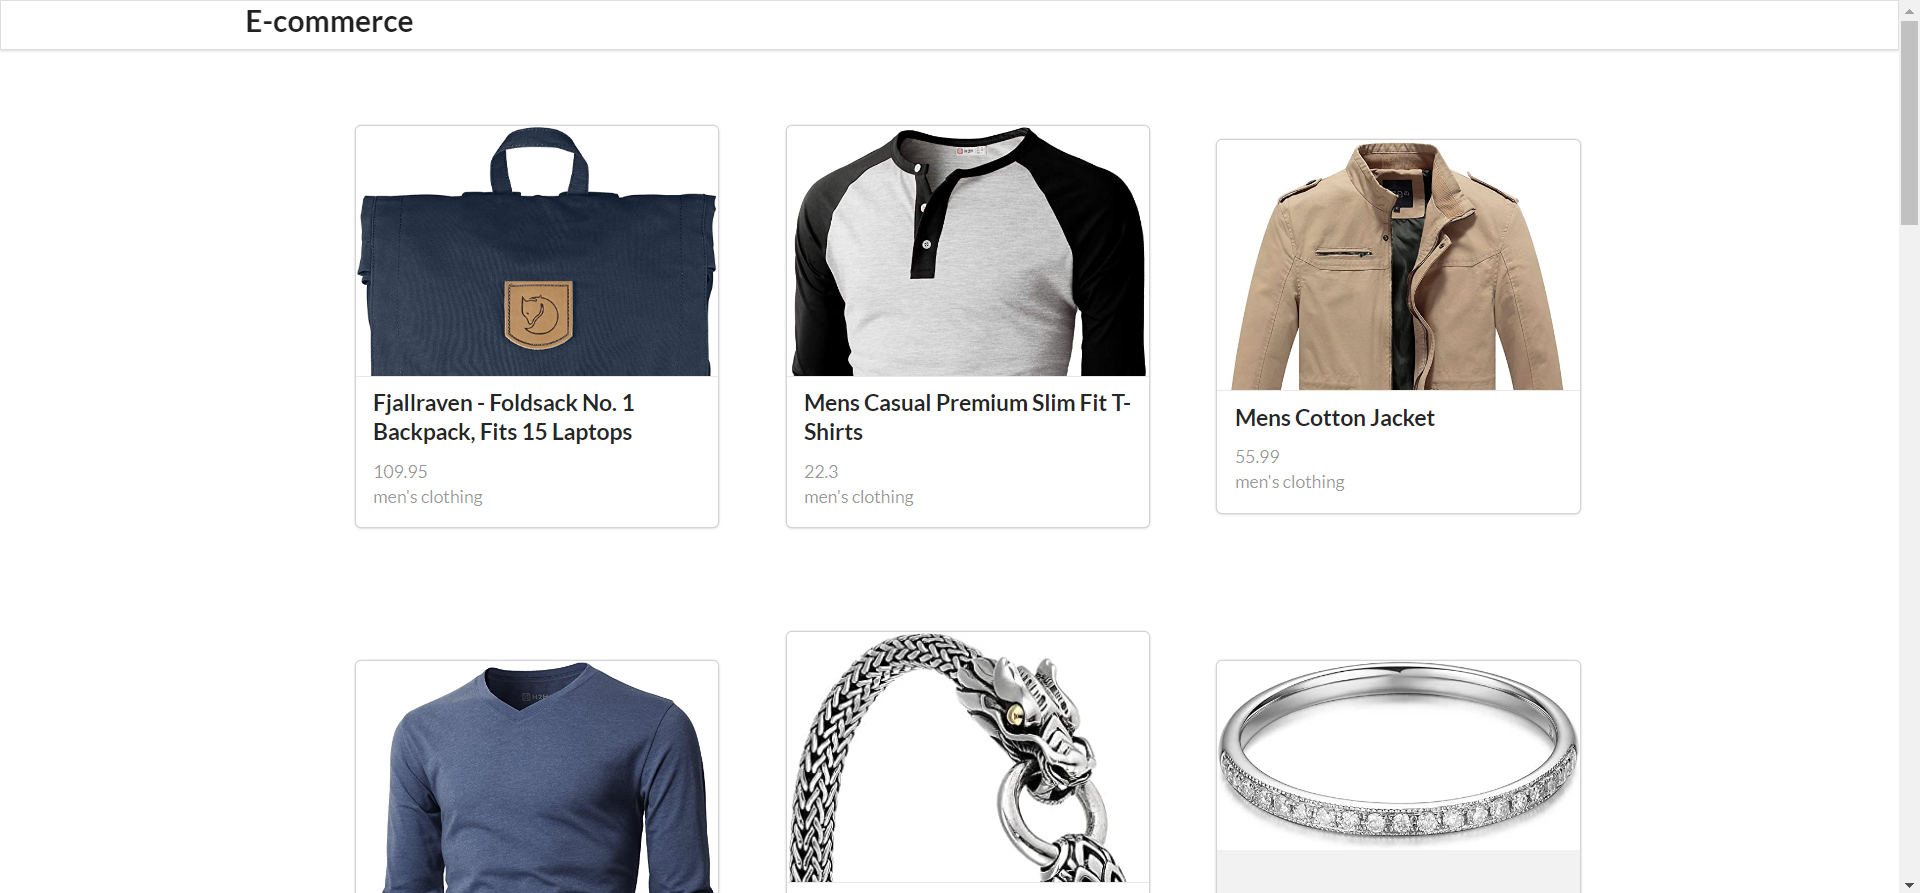 E-commerce
Fjallraven - Foldsack No. 1
Backpack, Fits 15 Laptops
109.95
men's clothing
Mens Casual Premium Slim Fit T-
Shirts
22.3
men's clothing
Mens Cotton Jacket
55.99
men's clothing